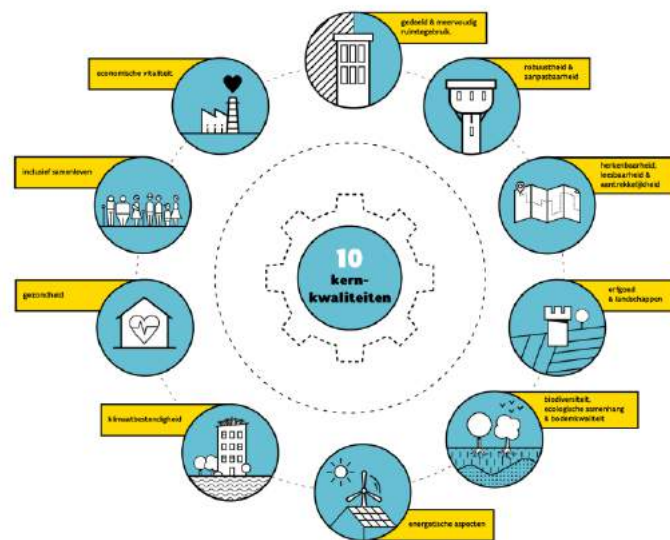 gedeeld & meervoudig
ruimtegebruik
robuustheid &
aanpasbaarheid
herkenbaarheid,
leesbaarheid &
aantrekkelijkheid
erfgoed
& landschappen
biodiversiteit,
ecologische samenhang
& bodemkwaliteit
energetische aspecten
klimaatbestendigheid
gezondheid
inclusief samenleven
economische vitaliteit
10
kern-
kwaliteiten